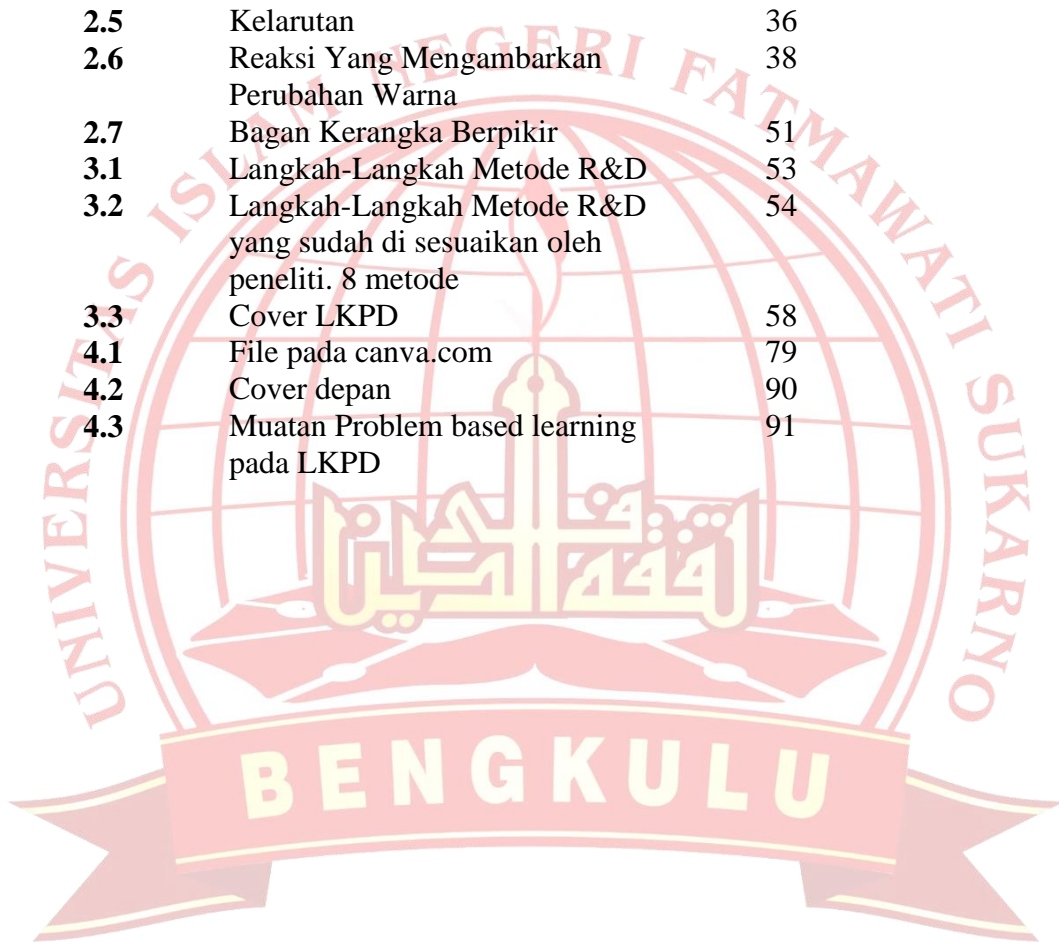 2.5 Kelarutan 36
2.6 Reaksi Yang Mengambarkan 38
Perubahan Warna
2.7 Bagan Kerangka Berpikir 51
3.1 Langkah-Langkah Metode R&D 53
3.2 Langkah-Langkah Metode R&D 54
yang sudah di sesuaikan oleh
peneliti. 8 metode
3.3 Cover LKPD 58
4.1 File pada canva.com 79
4.2 Cover depan 90
4.3 Muatan Problem based learning 91
pada LKPD
UNIVERSITAS ISLAM NEGERI FATMAWATI SUKARNO
BENGKULU